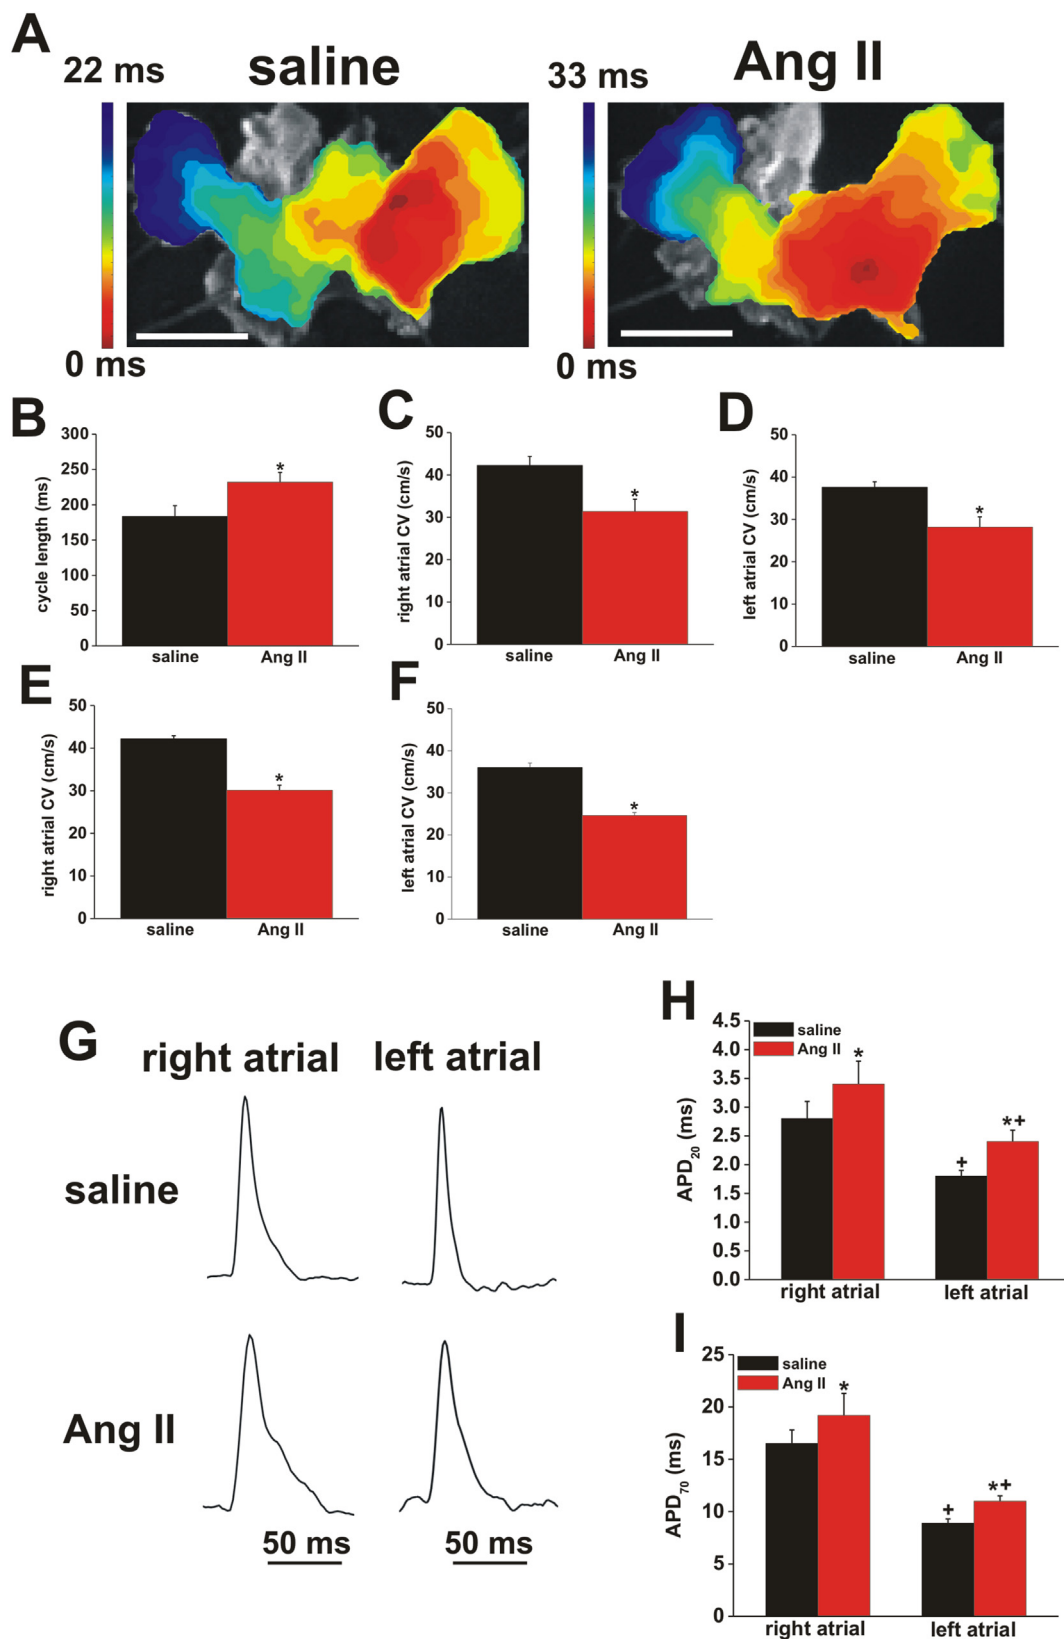 A
saline
Ang II
22 ms
33 ms
0 ms
0 ms
B
300
250
200
150
100
50
0
cycle length (ms)
*
saline
Ang II
C
50
40
30
20
10
0
right atrial CV (cm/s)
*
saline
Ang II
D
50
40
30
20
10
0
left atrial CV (cm/s)
*
saline
Ang II
E
50
40
30
20
10
0
right atrial CV (cm/s)
*
saline
Ang II
F
50
40
30
20
10
0
left atrial CV (cm/s)
*
saline
Ang II
G
right atrial
left atrial
saline
Ang II
50 ms
50 ms
H
4.5
4.0
3.5
3.0
2.5
2.0
1.5
1.0
0.5
0.0
APD20 (ms)
saline
Ang II
*
+
*+
right atrial
left atrial
I
25
20
15
10
5
0
APD70 (ms)
saline
Ang II
*
+
*+
right atrial
left atrial